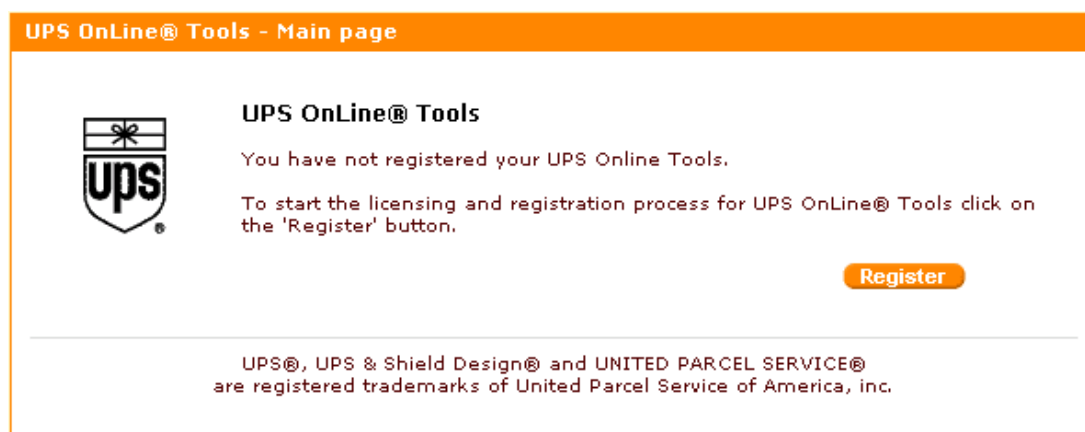 UPS OnLine® Tools - Main page
UPS OnLine® Tools
You have not registered your UPS Online Tools.
ups
®
To start the licensing and registration process for UPS OnLine® Tools click on
the 'Register' button.
Register
UPS®, UPS & Shield Design® and UNITED PARCEL SERVICE®
are registered trademarks of United Parcel Service of America, inc.